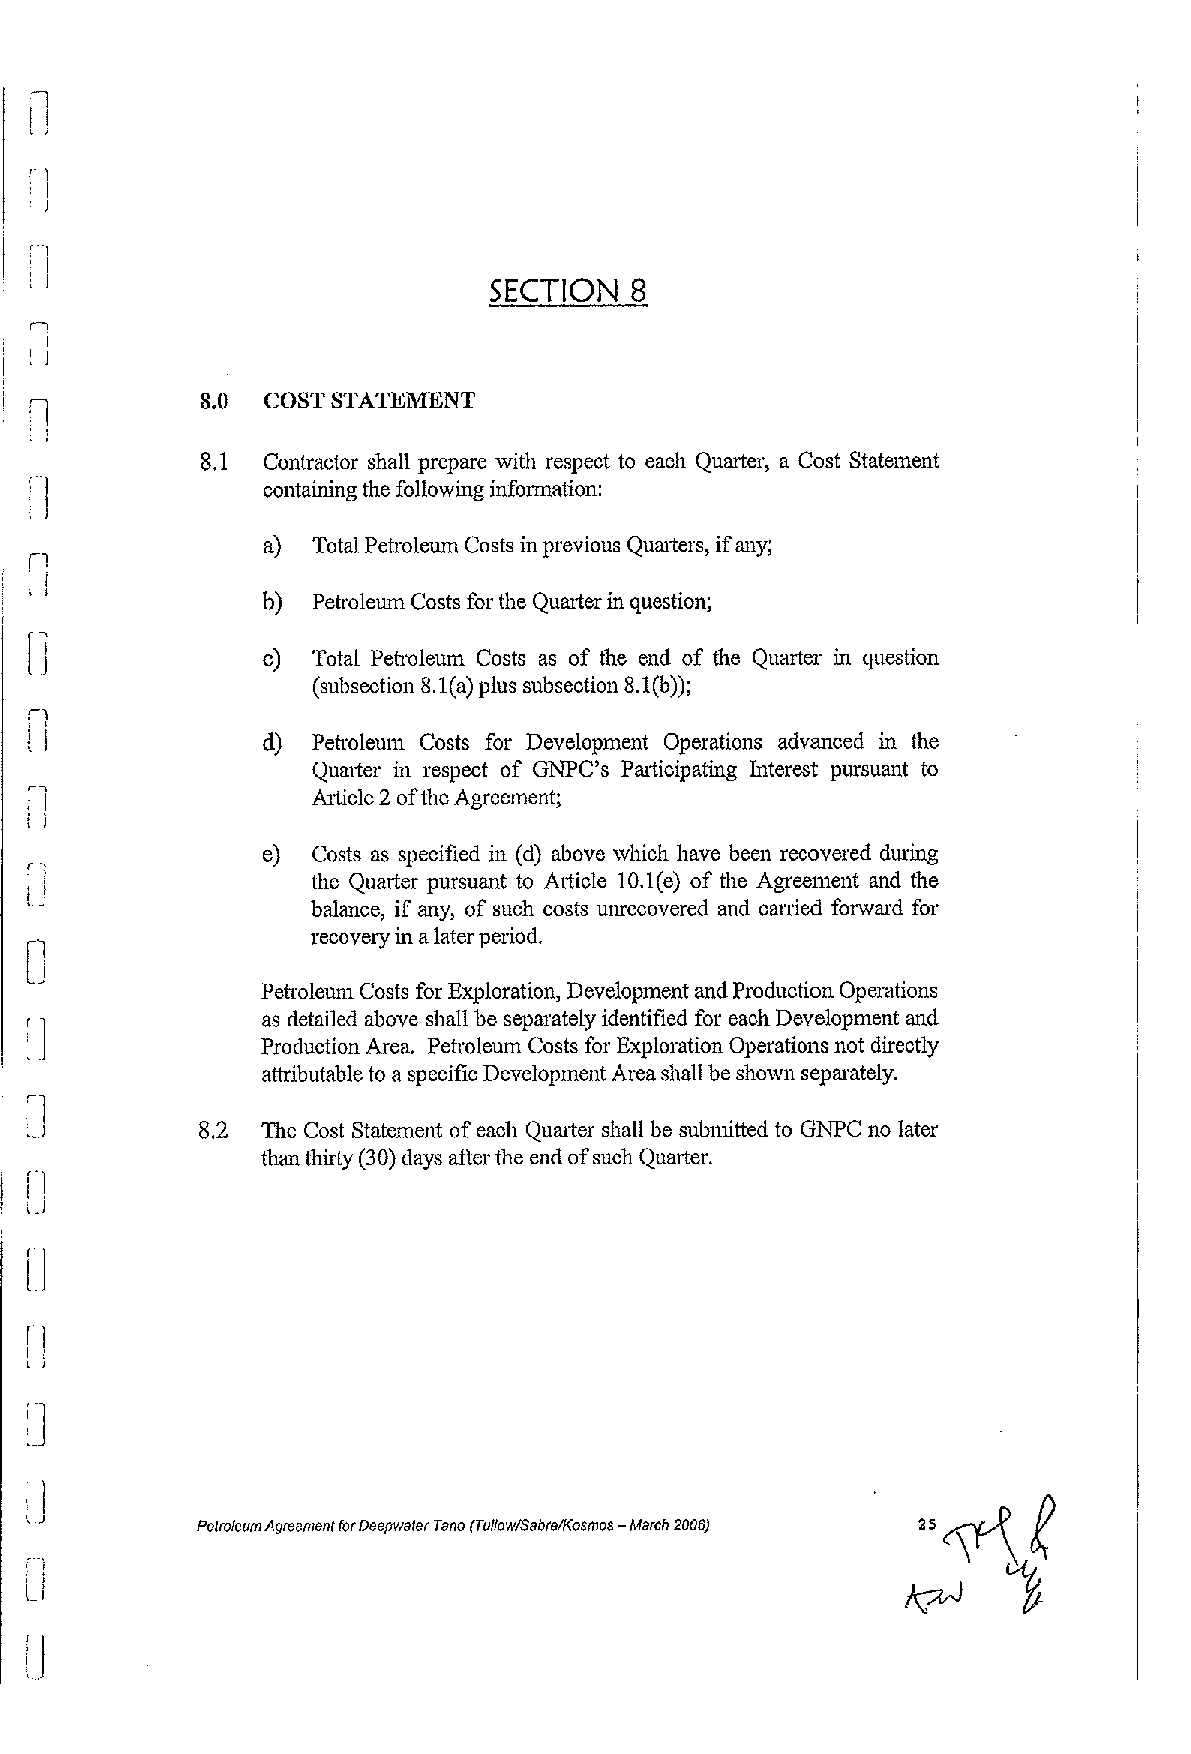 SECTION 8
8.0 COST STATEMENT
8.1 Contractor shall prepare with respect to each Quarter, a Cost Statement
containing the following information:
a) Total Petroleum Costs in previous Quarters, if any;
b) Petroleum Costs for the Quarter in question;
c) Total Petroleum Costs as of the end of the Quarter in question
(subsection 8.1(a) plus subsection 8.1(b));
d) Petroleum Costs for Development Operations advanced in the
Quarter in respect of GNPC's Participating Interest pursuant to
Article 2 of the Agreement;
e) Costs as specified in (d) above which have been recovered during
the Quarter pursuant to Article 10.1(e) of the Agreement and the
balance, if any, of such costs unrecovered and carried forward for
recovery in a later period.
Petroleum Costs for Exploration, Development and Production Operations
as detailed above shall be separately identified for each Development and
Production Area. Petroleum Costs for Exploration Operations not directly
attributable to a specific Development Area shall be shown separately.
8.2 The Cost Statement of each Quarter shall be submitted to GNPC no later
than thirty (30) days after the end of such Quarter.
Petroleum Agreement for Deepwater Tano (Tullow/Sabre/Kosmos – March 2006) 25